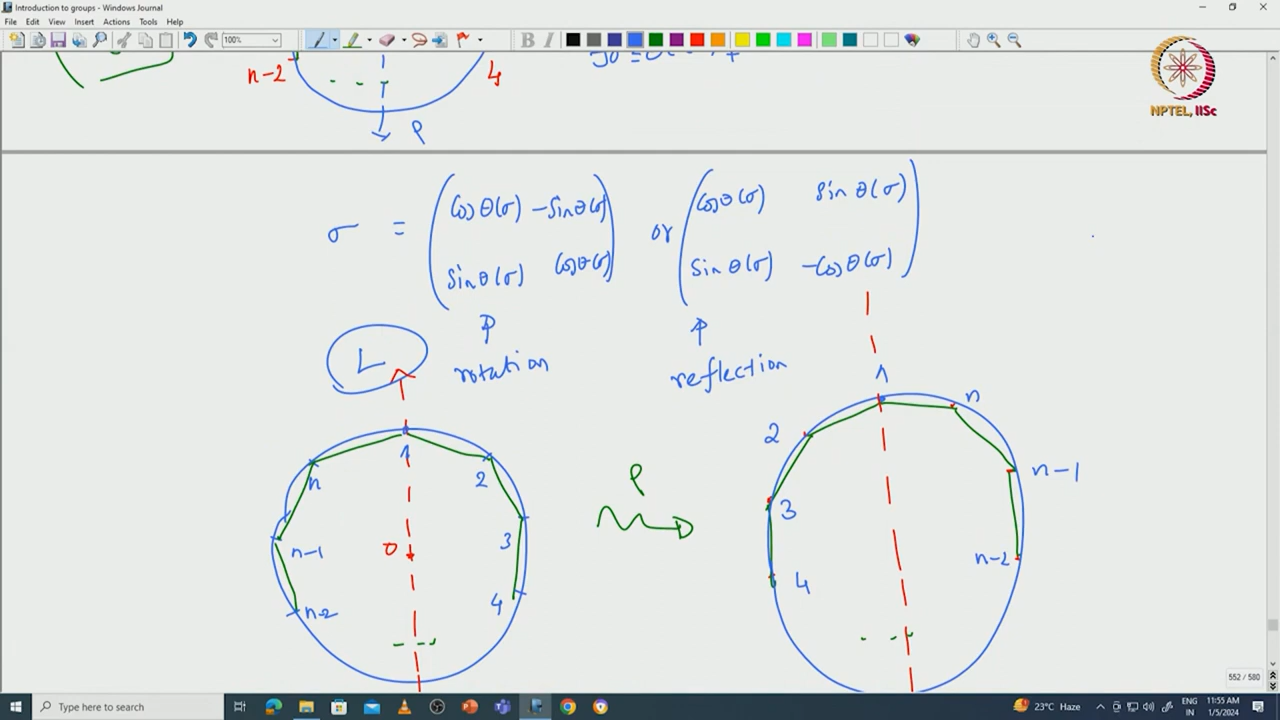 Introduction to groups - Windows Journal
File Edit View Insert Actions Tools Help
100%
B I
NPTEL, IISc
n-2
4
ρ
σ = (cos θ(σ) -sin θ(σ) or (cos θ(σ) sin θ(σ)
sin θ(σ) cos θ(σ)) sin θ(σ) -cos θ(σ))
L
rotation
reflection
1
n
2
n-1
3
n-2
4
0
ρ
1
n
2
n-1
3
n-2
4
552 / 580
Type here to search
23°C Haze
ENG
IN
11:55 AM
1/5/2024